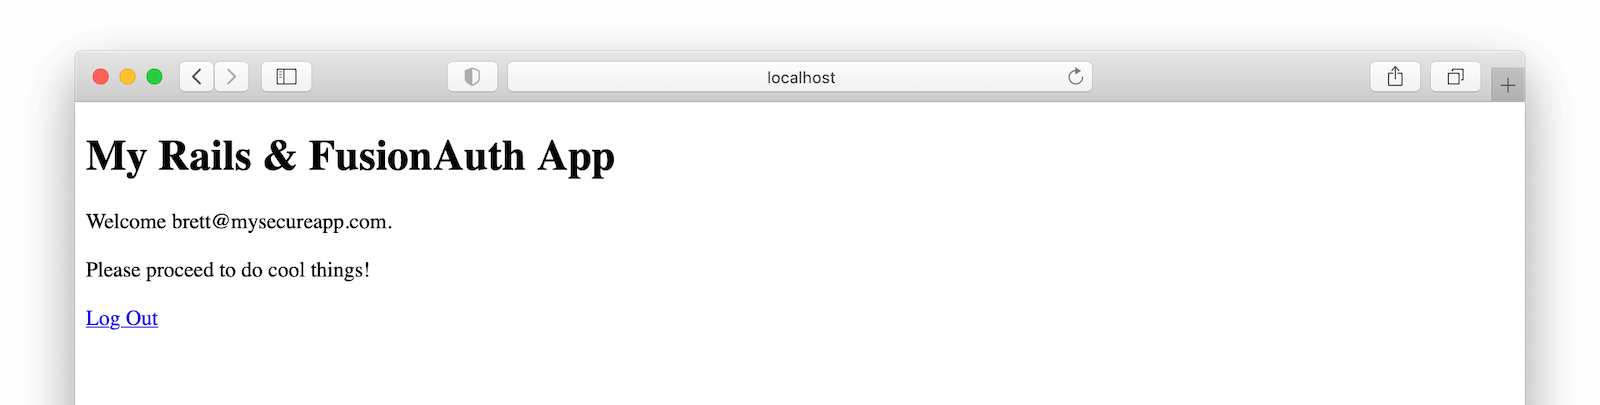 localhost
My Rails & FusionAuth App
Welcome brett@mysecureapp.com.
Please proceed to do cool things!
Log Out